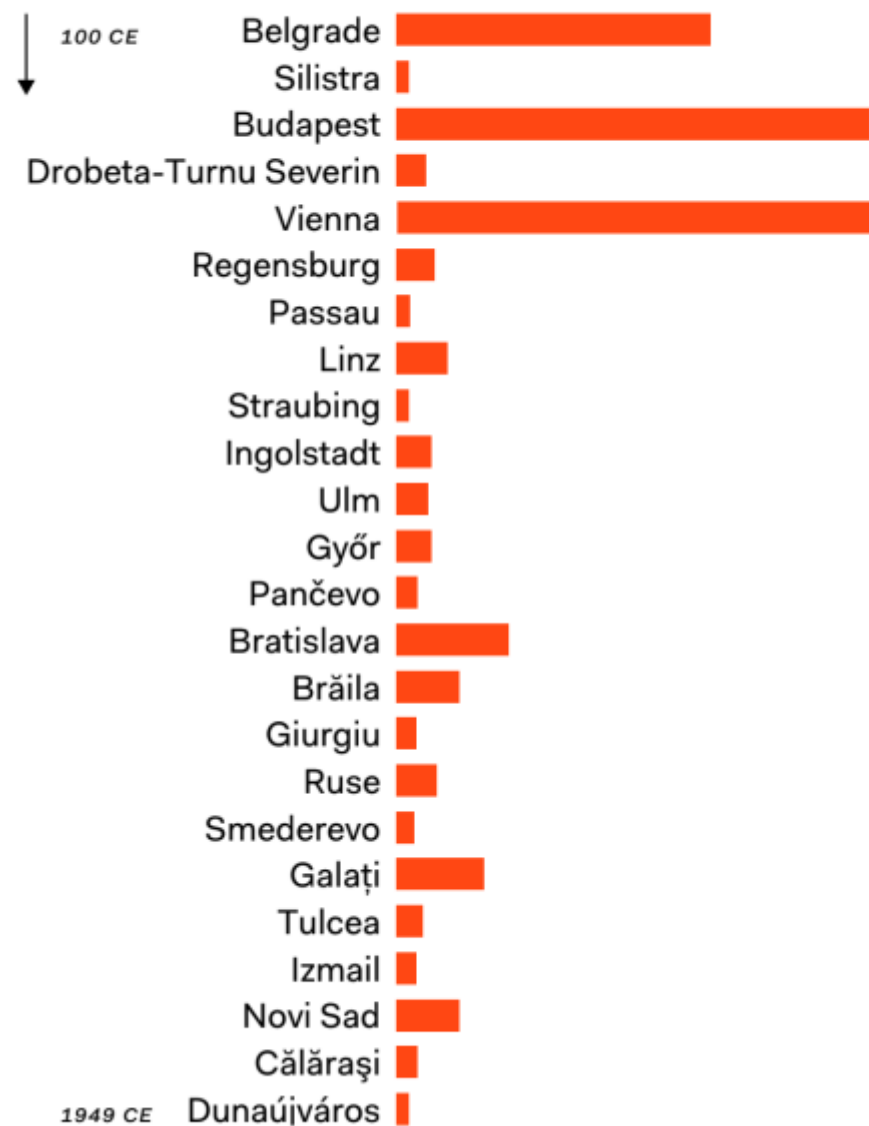 100 CE Belgrade
Silistra
Budapest
Drobeta-Turnu Severin
Vienna
Regensburg
Passau
Linz
Straubing
Ingolstadt
Ulm
Győr
Pančevo
Bratislava
Brăila
Giurgiu
Ruse
Smederevo
Galați
Tulcea
Izmail
Novi Sad
Călăraşi
1949 CE Dunaújváros